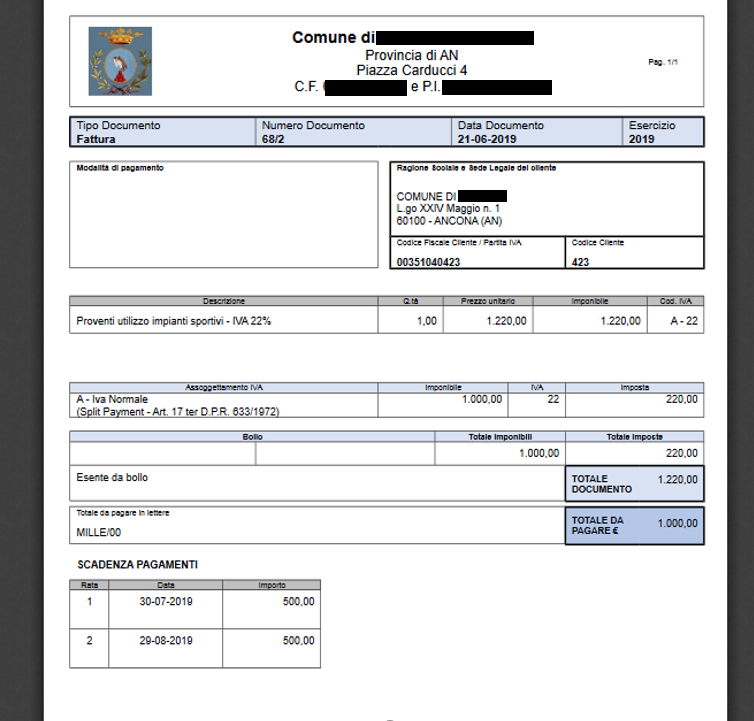 Comune di
Provincia di AN
Piazza Carducci 4
C.F. ( e P.I.
Pag. 1/1
Tipo Documento Numero Documento Data Documento Esercizio
Fattura 68/2 21-06-2019 2019
Modalità di pagamento
Ragione Sociale e Sede Legale del cliente
COMUNE DI
L.go XXIV Maggio n. 1
60100 - ANCONA (AN)
Codice Fiscale Cliente / Partita IVA Codice Cliente
00351040423 423
Descrizione Q.tà Prezzo unitario Imponibile Cod. IVA
Proventi utilizzo impianti sportivi - IVA 22% 1,00 1.220,00 1.220,00 A - 22
Assoggettamento IVA Imponibile IVA Imposta
A - Iva Normale 1.000,00 22 220,00
(Split Payment - Art. 17 ter D.P.R. 633/1972)
Bollo Totale Imponibili Totale Imposte
1.000,00 220,00
Esente da bollo
TOTALE DOCUMENTO 1.220,00
Totale da pagare in lettere
MILLE/00
TOTALE DA PAGARE € 1.000,00
SCADENZA PAGAMENTI
Rata Data Importo
1 30-07-2019 500,00
2 29-08-2019 500,00